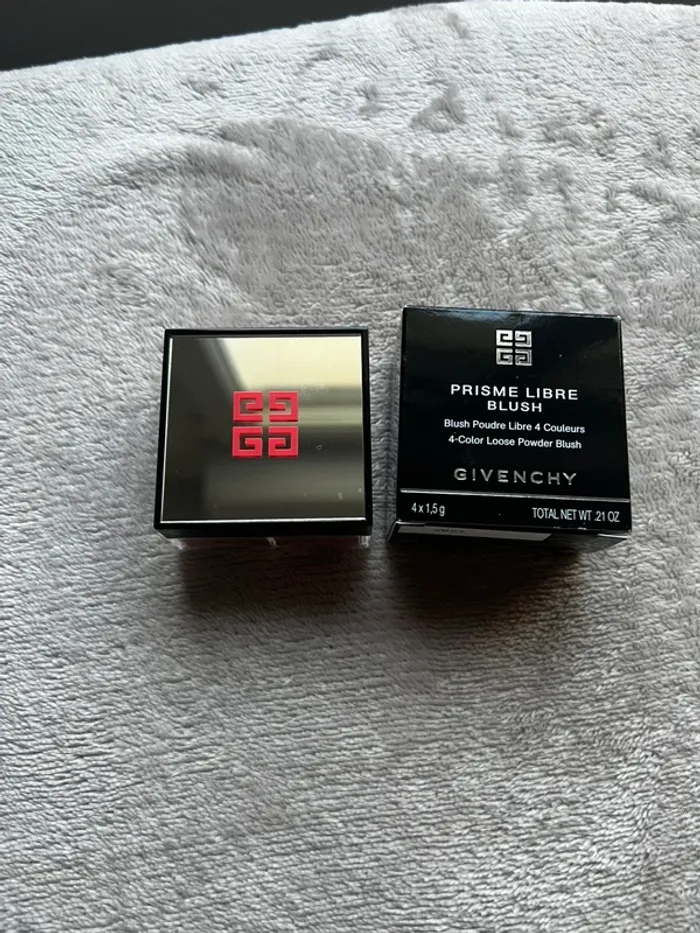 PRISME LIBRE
BLUSH
Blush Poudre Libre 4 Couleurs
4-Color Loose Powder Blush
GIVENCHY
4 x 1,5 g
TOTAL NET WT .21 OZ